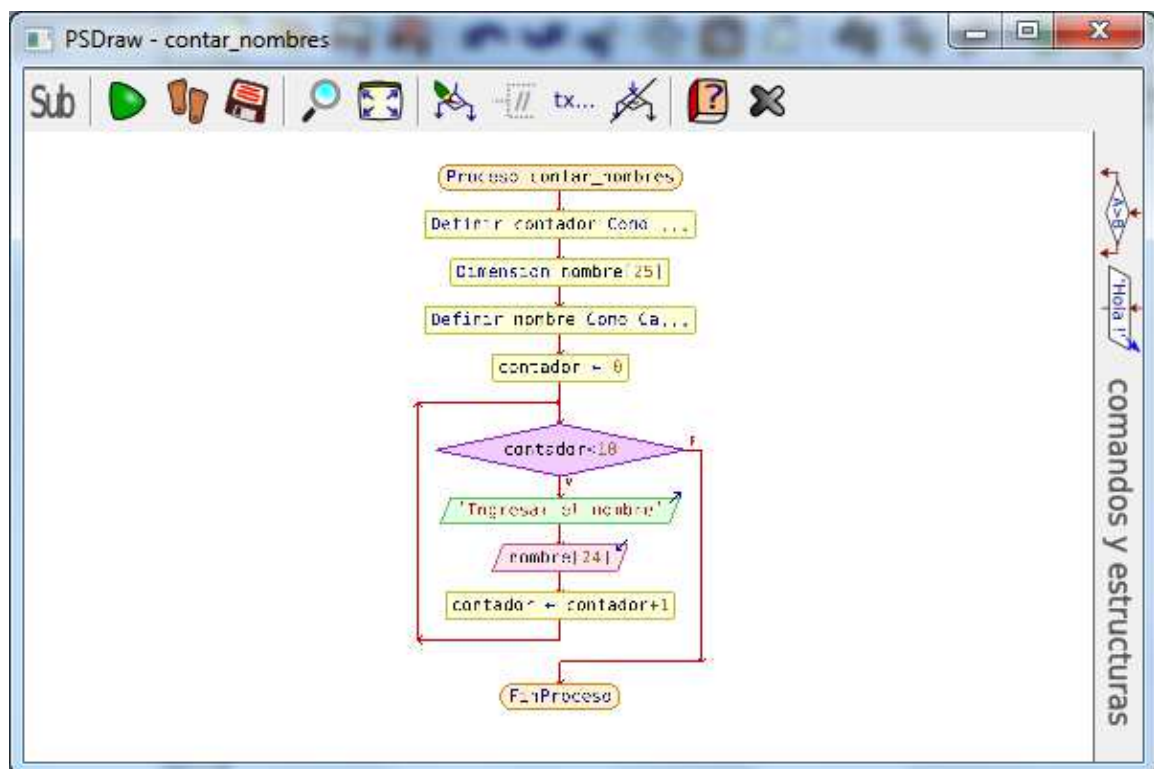 PSDraw - contar_nombres
Sub
tx...
Proceso contar_nombres
Definir contador Como ...
Dimension nombre[25]
Definir nombre Como Ca...
contador ← 0
contador<10
F
V
'Ingresar el nombre'
nombre[24]
contador ← contador+1
FinProceso
A>B
'Hola !'
comandos y estructuras